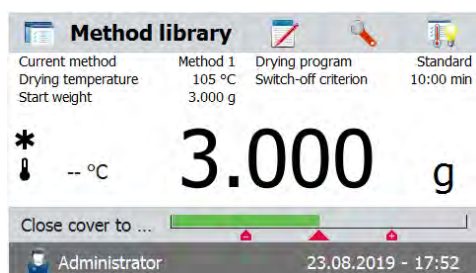 Method library
Current method Method 1 Drying program Standard
Drying temperature 105 °C Switch-off criterion 10:00 min
Start weight 3.000 g
-- °C 3.000 g
Close cover to ...
Administrator 23.08.2019 - 17:52